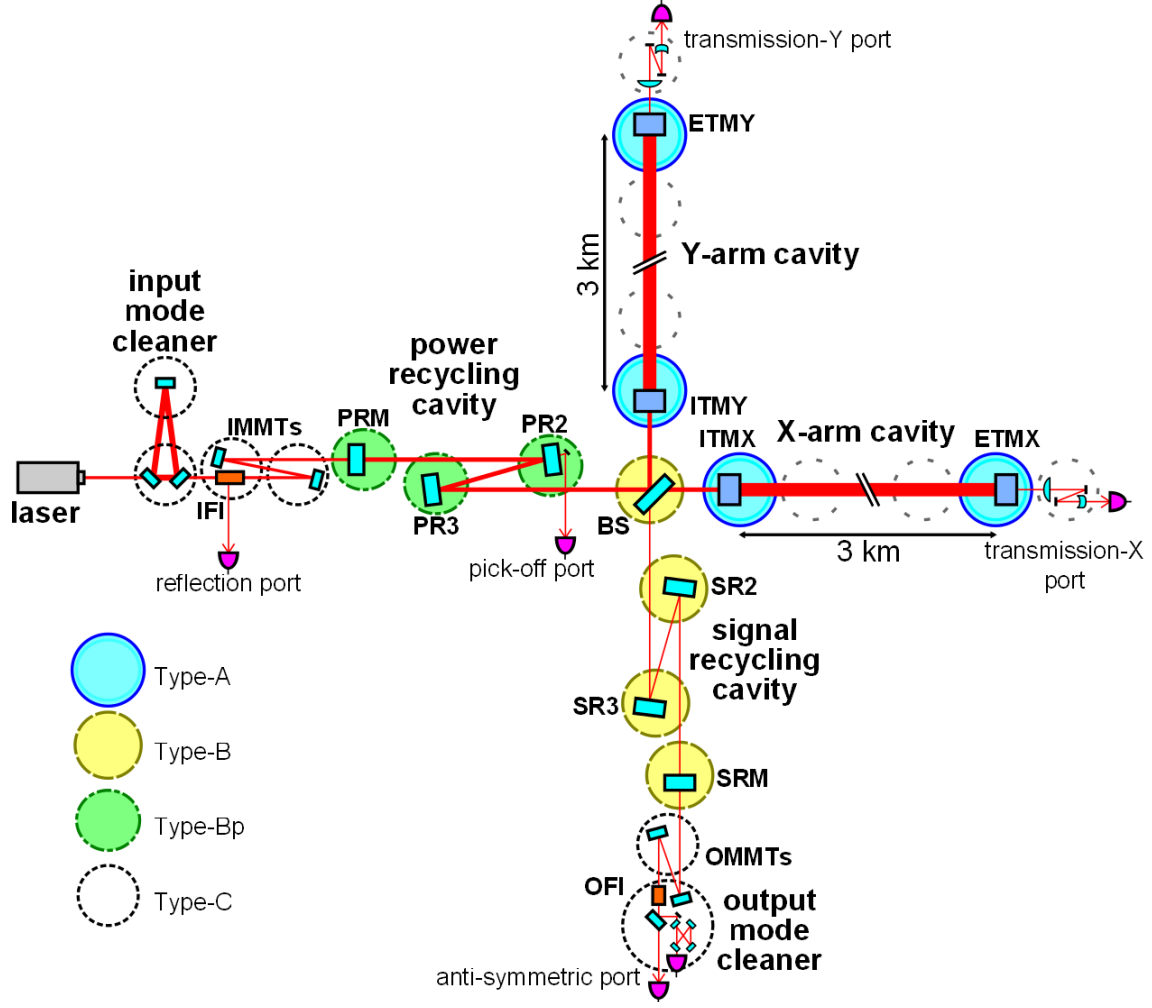 transmission-Y port
ETMY
3 km
Y-arm cavity
input
mode
cleaner
power
recycling
cavity
ITMY
IMMTs
PRM
PR2
ITMX
X-arm cavity
ETMX
laser
IFI
PR3
BS
3 km
transmission-X
port
reflection port
pick-off port
SR2
signal
recycling
cavity
SR3
Type-A
Type-B
SRM
Type-Bp
OMMTs
Type-C
OFI
output
mode
cleaner
anti-symmetric port